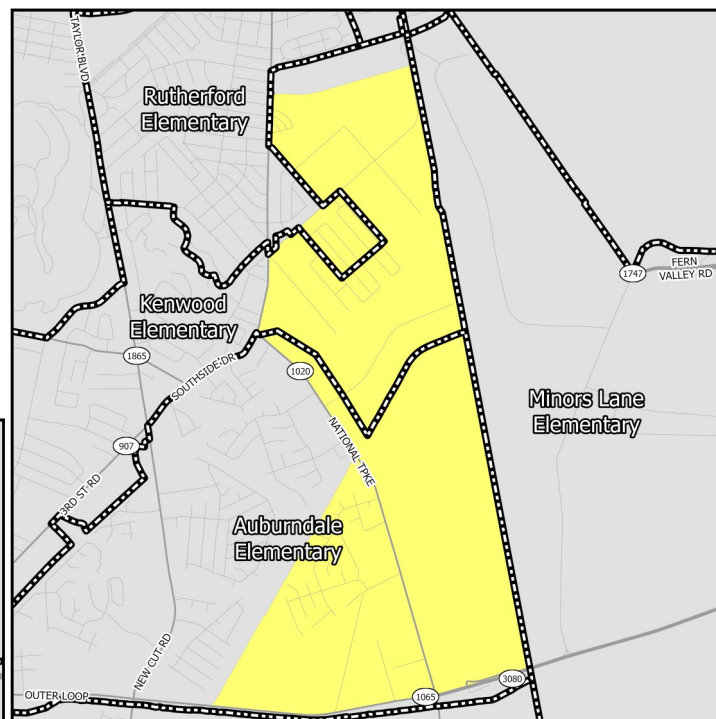 TAYLOR BLVD
Rutherford
Elementary
1747
FERN
VALLEY RD
Kenwood
Elementary
1865
SOUTHSIDE DR
1020
Minors Lane
Elementary
907
NATIONAL TPKE
3RD ST RD
Auburndale
Elementary
NEW CUT RD
3080
OUTER LOOP
1065